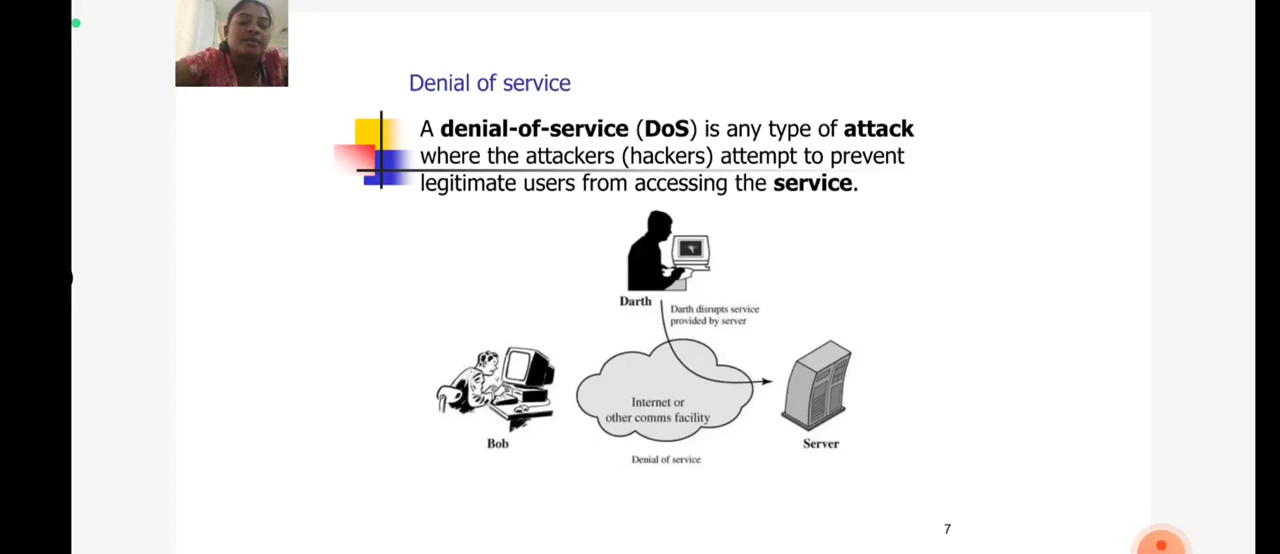 Denial of service
A denial-of-service (DoS) is any type of attack
where the attackers (hackers) attempt to prevent
legitimate users from accessing the service.
Darth
Darth disrupts service
provided by server
Internet or
other comms facility
Bob
Server
Denial of service
7